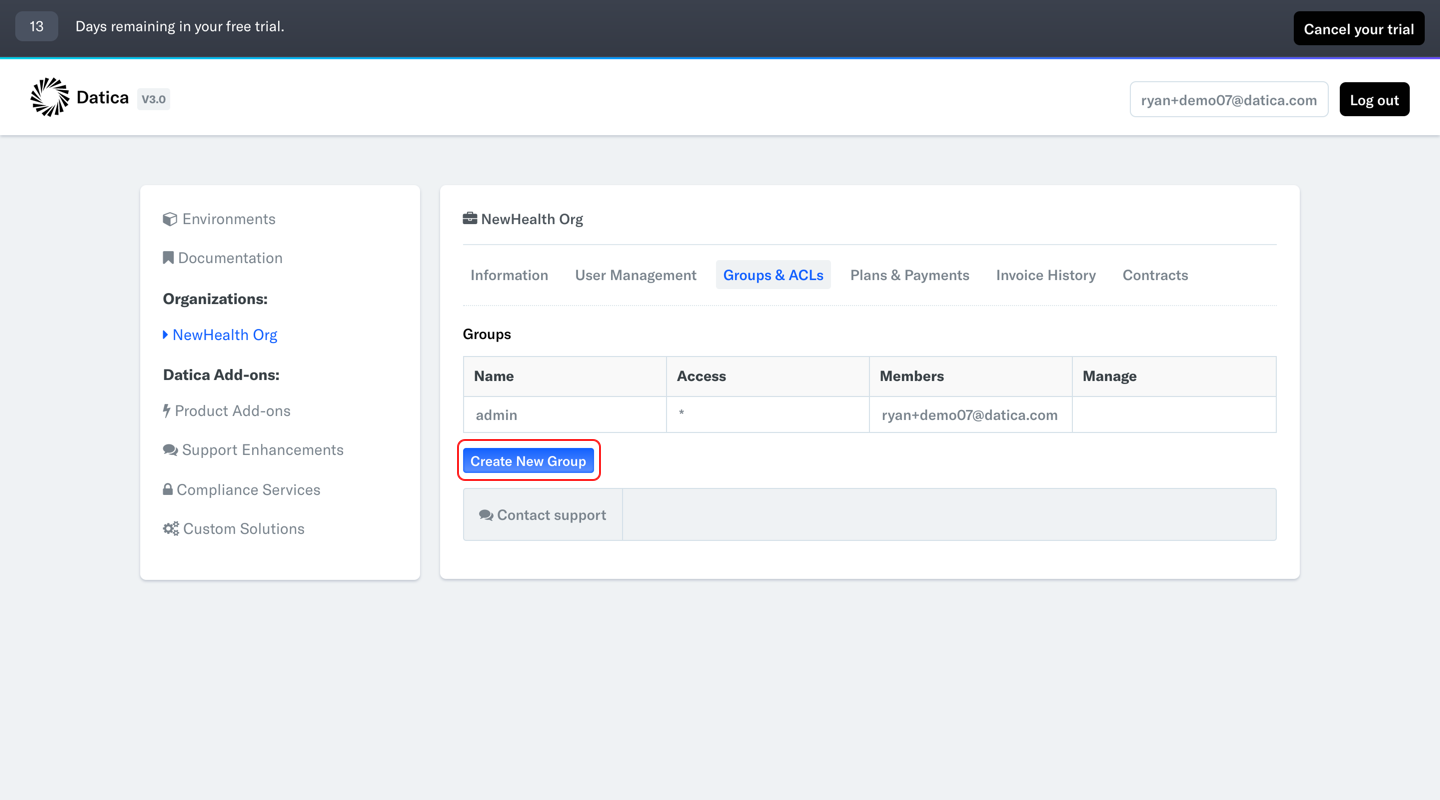 13 Days remaining in your free trial.
Cancel your trial
Datica V3.0
ryan+demo07@datica.com
Log out
Environments
Documentation
Organizations:
NewHealth Org
Datica Add-ons:
Product Add-ons
Support Enhancements
Compliance Services
Custom Solutions
NewHealth Org
Information User Management Groups & ACLs Plans & Payments Invoice History Contracts
Groups
Name Access Members Manage
admin * ryan+demo07@datica.com
Create New Group
Contact support